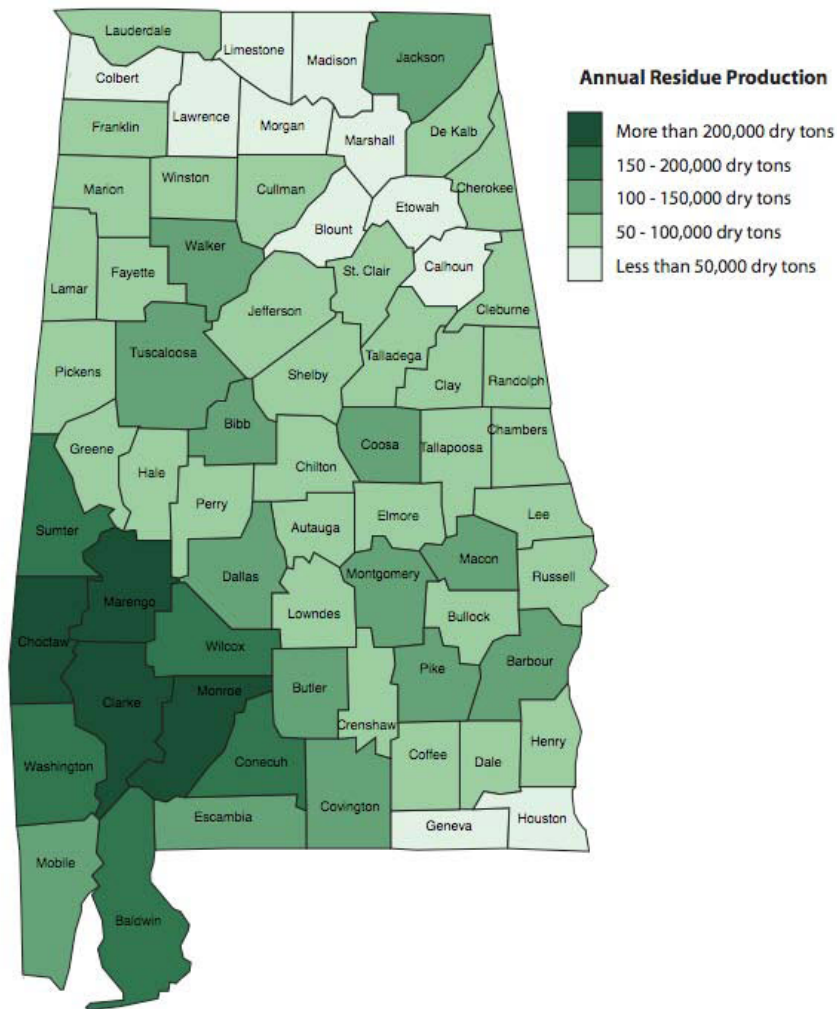 Lauderdale
Limestone
Madison
Jackson
Colbert
Lawrence
Franklin
Morgan
Marshall
De Kalb
Marion
Winston
Cullman
Cherokee
Etowah
Blount
Walker
St. Clair
Calhoun
Fayette
Lamar
Jefferson
Cleburne
Tuscaloosa
Talladega
Pickens
Shelby
Clay
Randolph
Bibb
Coosa
Tallapoosa
Chambers
Greene
Hale
Chilton
Perry
Autauga
Elmore
Lee
Sumter
Macon
Dallas
Montgomery
Russell
Marengo
Lowndes
Bullock
Choctaw
Wilcox
Barbour
Butler
Pike
Monroe
Clarke
Crenshaw
Henry
Coffee
Dale
Washington
Conecuh
Covington
Escambia
Geneva
Houston
Mobile
Baldwin
Annual Residue Production
More than 200,000 dry tons
150 - 200,000 dry tons
100 - 150,000 dry tons
50 - 100,000 dry tons
Less than 50,000 dry tons